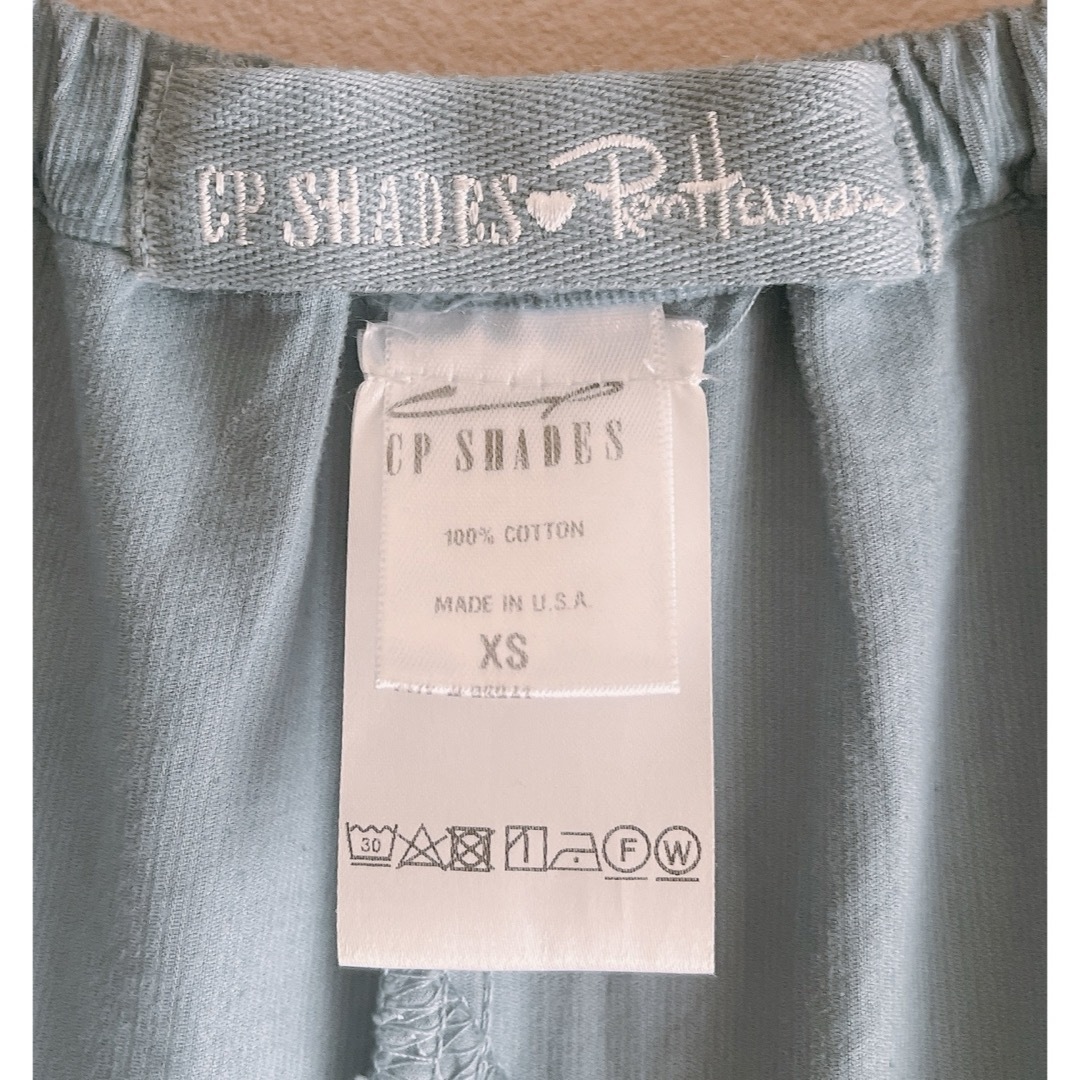 CP SHADES♥Ron Herman
CP SHADES
100% COTTON
MADE IN U.S.A.
XS
30 F W